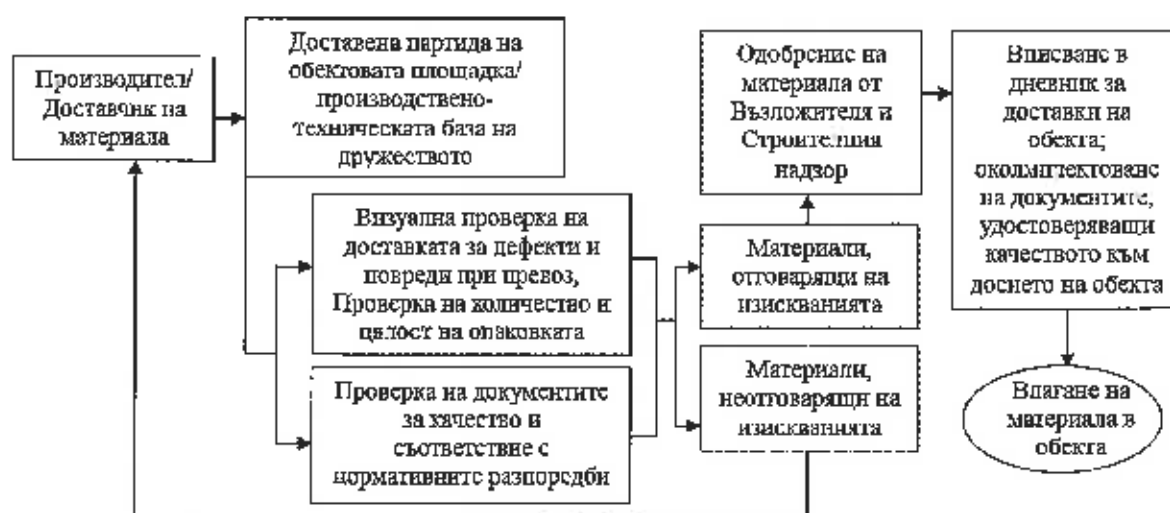 Производител/
Доставчик на
материала
Доставена партида на
обектовата площадка/
производствено-
техническата база на
дружеството
Визуална проверка на
доставката за дефекти и
повреди при превоз,
Проверка на количество и
цялост на опаковката
Проверка на документите
за качество и
съответствие с
нормативните разпоредби
Одобрение на
материала от
Възложителя и
Строителния
надзор
Материали,
отговарящи на
изискванията
Материали,
неотговарящи на
изискванията
Вписване в
дневник за
доставки на
обекта;
окомплектоване
на документите,
удостоверяващи
качеството към
досието на обекта
Влагане на
материала в
обекта